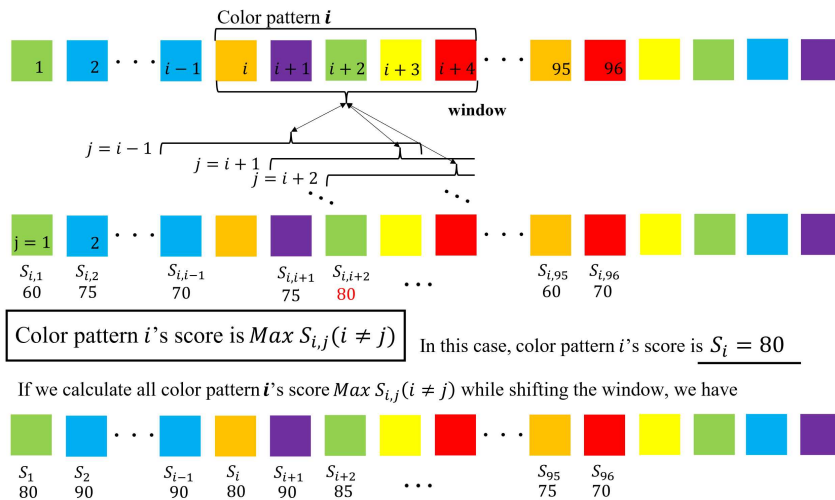 Color pattern i
1 2 · · · i − 1 i i + 1 i + 2 i + 3 i + 4 · · · 95 96
window
j = i − 1
j = i + 1
j = i + 2
j = 1 2 · · · · · ·
S_{i,1} S_{i,2} S_{i,i−1} S_{i,i+1} S_{i,i+2} · · · S_{i,95} S_{i,96}
60 75 70 75 80 60 70
Color pattern i's score is Max S_{i,j}(i ≠ j)
In this case, color pattern i's score is S_i = 80
If we calculate all color pattern i's score Max S_{i,j}(i ≠ j) while shifting the window, we have
S_1 S_2 S_{i−1} S_i S_{i+1} S_{i+2} · · · S_{95} S_{96}
80 90 90 80 90 85 75 70